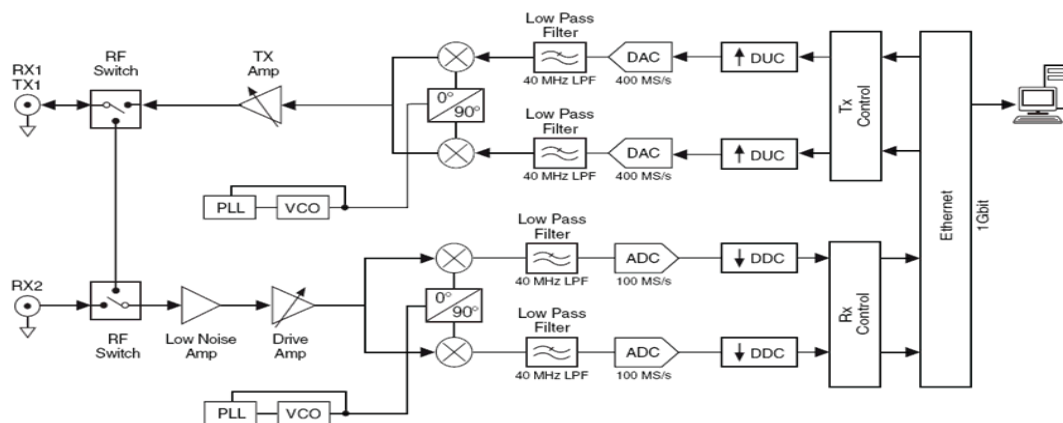 RX1
TX1
RF
Switch
TX
Amp
0°
90°
Low Pass
Filter
40 MHz LPF
DAC
400 MS/s
DUC
Low Pass
Filter
40 MHz LPF
DAC
400 MS/s
DUC
Tx
Control
PLL
VCO
Ethernet
1Gbit
RX2
RF
Switch
Low Noise
Amp
Drive
Amp
0°
90°
Low Pass
Filter
40 MHz LPF
ADC
100 MS/s
DDC
Low Pass
Filter
40 MHz LPF
ADC
100 MS/s
DDC
Rx
Control
PLL
VCO